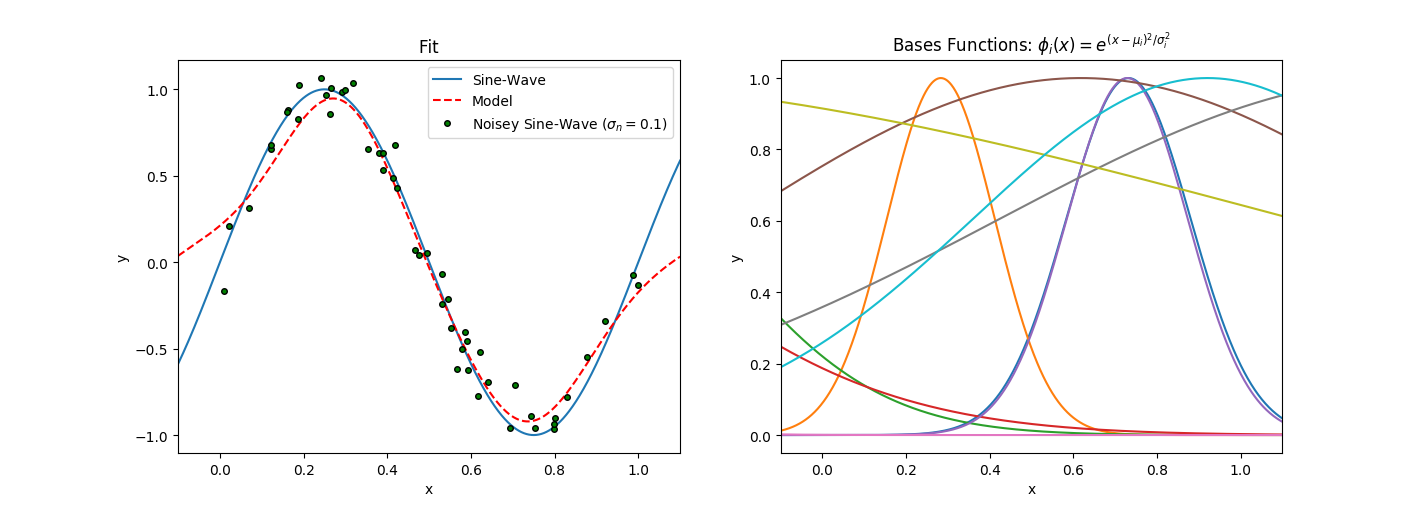 Fit
Sine-Wave
Model
Noisey Sine-Wave (σₙ = 0.1)
1.0
0.5
0.0
−0.5
−1.0
y
0.0 0.2 0.4 0.6 0.8 1.0
x
Bases Functions: ϕᵢ(x) = e^{(x − μᵢ)²/σᵢ²}
1.0
0.8
0.6
0.4
0.2
0.0
y
0.0 0.2 0.4 0.6 0.8 1.0
x